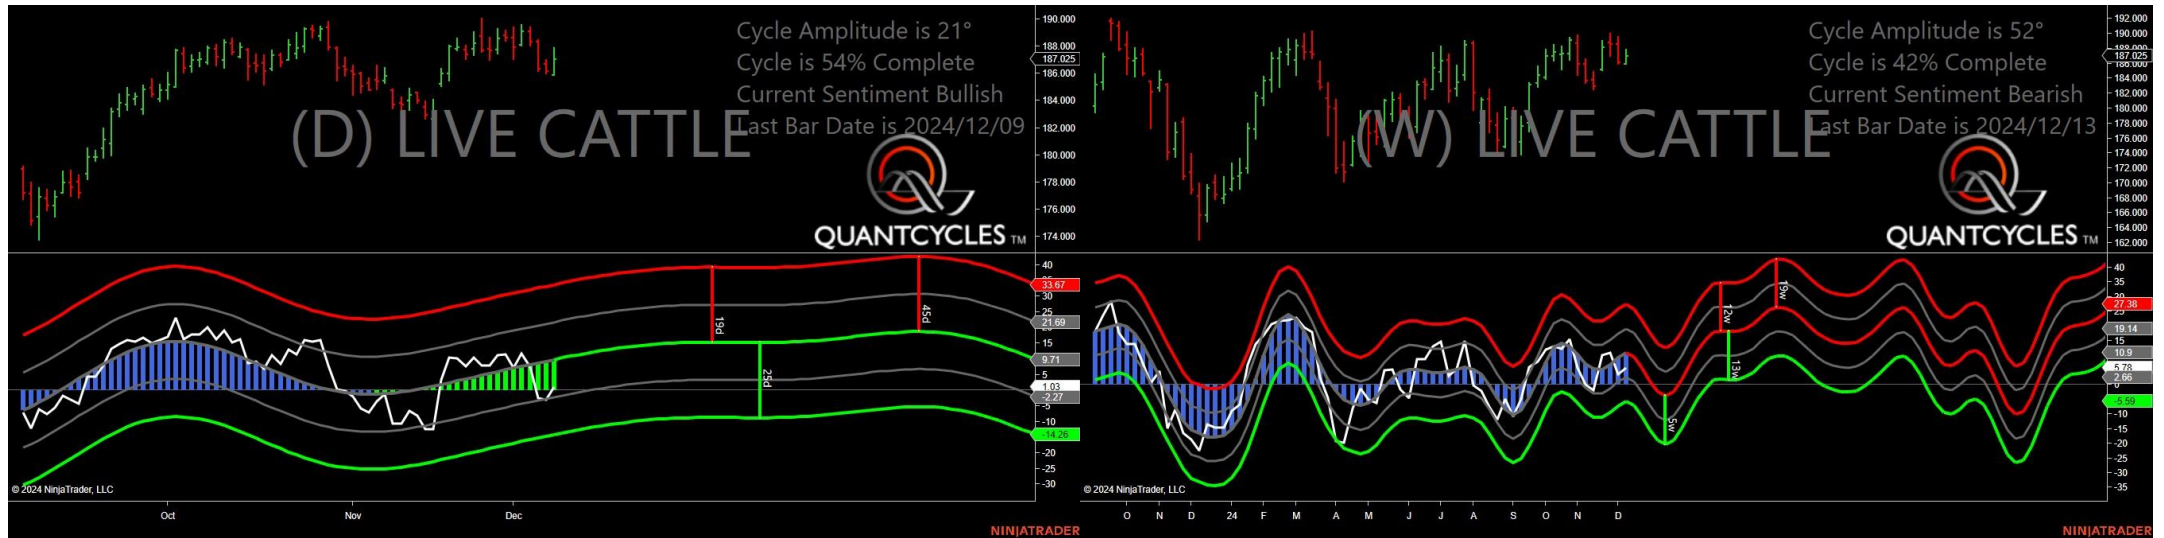 Cycle Amplitude is 21°
Cycle is 54% Complete
Current Sentiment Bullish
Last Bar Date is 2024/12/09
(D) LIVE CATTLE
QUANTCYCLES TM
190.000
188.000
187.025
186.000
184.000
182.000
180.000
178.000
176.000
174.000
40
35
33.67
30
21.69
15
9.71
5
1.03
-2.27
-5
-10
-14.26
-20
-25
-30
19d
25d
45d
© 2024 NinjaTrader, LLC
Oct
Nov
Dec
NINJATRADER
Cycle Amplitude is 52°
Cycle is 42% Complete
Current Sentiment Bearish
Last Bar Date is 2024/12/13
(W) LIVE CATTLE
QUANTCYCLES TM
192.000
190.000
188.000
187.025
186.000
184.000
182.000
180.000
178.000
176.000
174.000
172.000
170.000
168.000
166.000
164.000
162.000
40
35
27.38
25
19.14
15
10.9
5.78
2.66
0
-5.59
-10
-15
-20
-25
-30
-35
5w
12w
13w
19w
© 2024 NinjaTrader, LLC
O
N
D
24
F
M
A
M
J
J
A
S
O
N
D
NINJATRADER